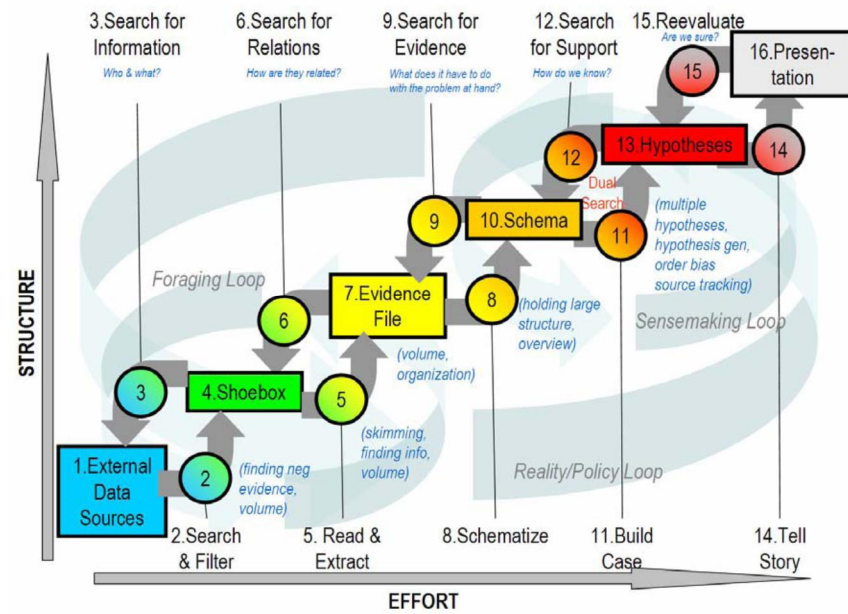 3.Search for
Information
Who & what?
6.Search for
Relations
How are they related?
9.Search for
Evidence
What does it have to do
with the problem at hand?
12.Search
for Support
How do we know?
15.Reevaluate
Are we sure?
16.Presen-
tation
15
13.Hypotheses
14
12
Dual
Search
(multiple
hypotheses,
hypothesis gen,
order bias
source tracking)
9
10.Schema
11
Foraging Loop
7.Evidence
File
8
(holding large
structure,
overview)
Sensemaking Loop
6
(volume,
organization)
3
4.Shoebox
5
(skimming,
finding info,
volume)
1.External
Data
Sources
2
(finding neg
evidence,
volume)
Reality/Policy Loop
2.Search
& Filter
5. Read &
Extract
8.Schematize
11.Build
Case
14.Tell
Story
STRUCTURE
EFFORT